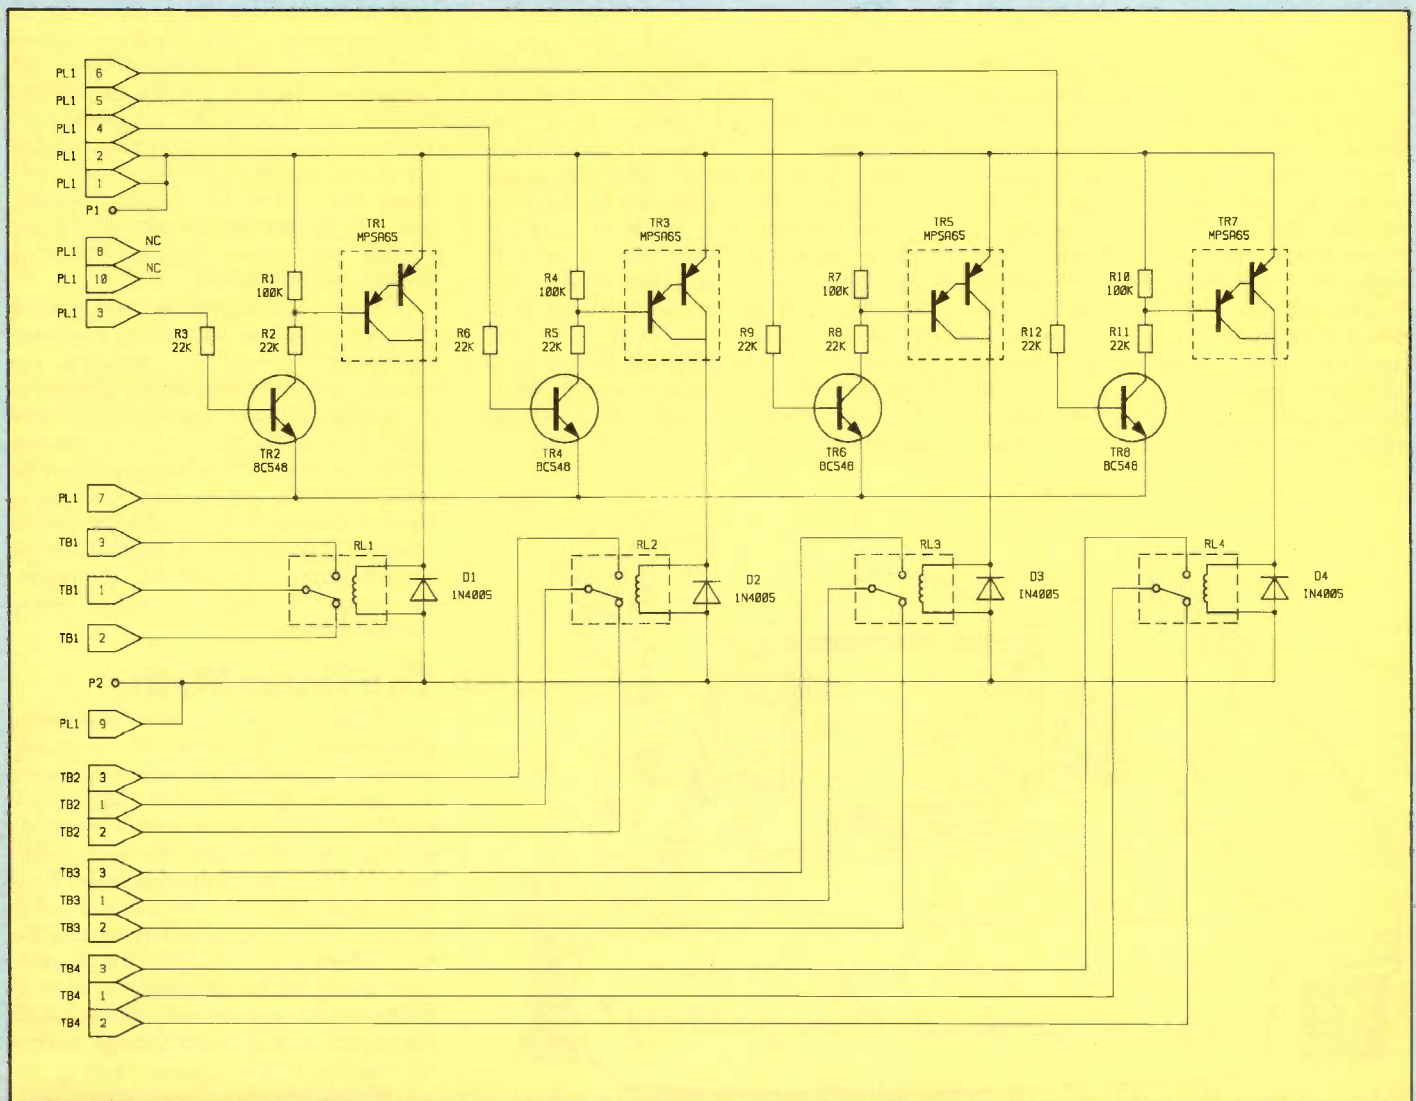 PL1 6
PL1 5
PL1 4
PL1 2
PL1 1
P1
TR1
MPSA65
TR3
MPSA65
TR5
MPSA65
TR7
MPSA65
PL1 8 NC
PL1 10 NC
PL1 3
R1
100K
R4
100K
R7
100K
R10
100K
R3
22K
R2
22K
R6
22K
R5
22K
R9
22K
R8
22K
R12
22K
R11
22K
TR2
BC548
TR4
BC548
TR6
BC548
TR8
BC548
PL1 7
TB1 3
RL1
RL2
RL3
RL4
TB1 1
D1
1N4005
D2
1N4005
D3
1N4005
D4
1N4005
TB1 2
P2
PL1 9
TB2 3
TB2 1
TB2 2
TB3 3
TB3 1
TB3 2
TB4 3
TB4 1
TB4 2